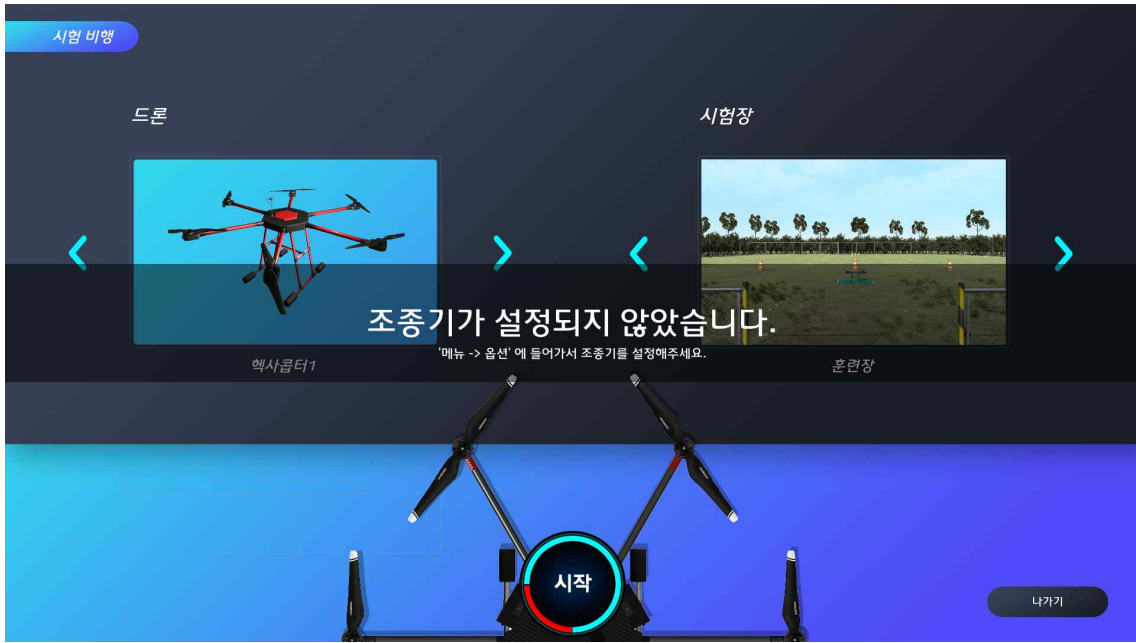 시험 비행
드론
시험장
조종기가 설정되지 않았습니다.
'메뉴 -> 옵션' 에 들어가서 조종기를 설정해주세요.
헥사콥터1
훈련장
시작
나가기